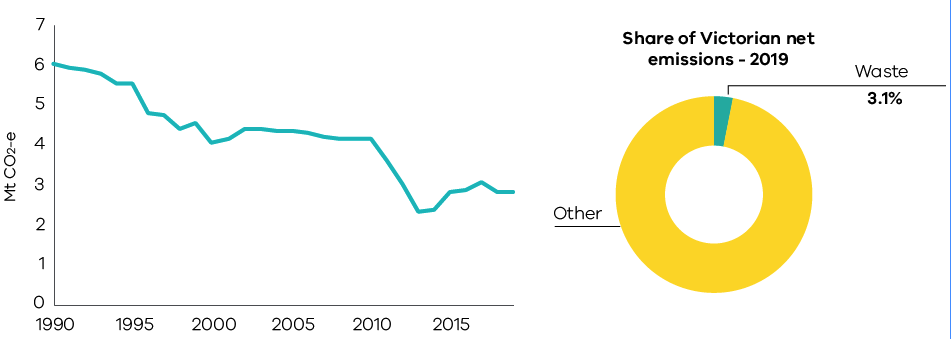 7
6
5
4
3
2
1
0
Mt CO2-e
1990 1995 2000 2005 2010 2015
Share of Victorian net
emissions - 2019
Waste
3.1%
Other